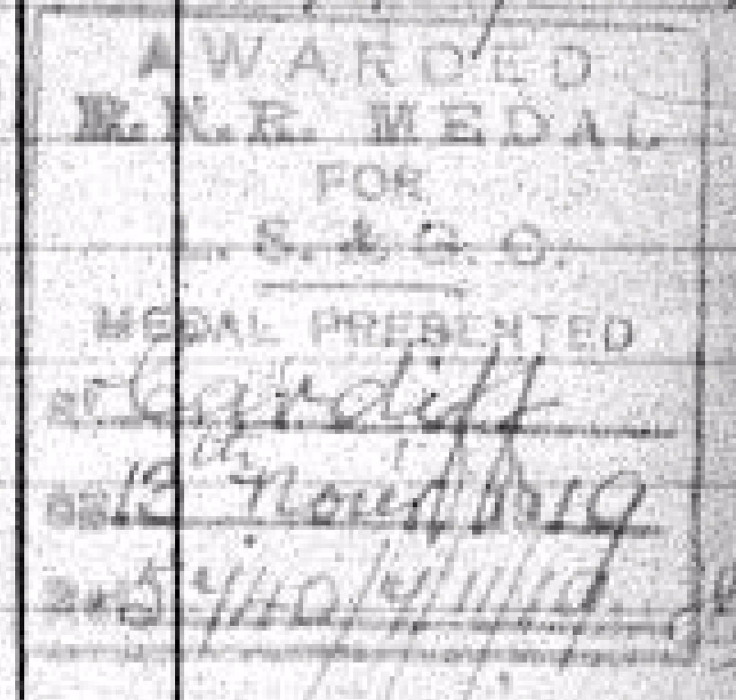 AWARDED
R.N.R. MEDAL
FOR
L. S. & G. C.
MEDAL PRESENTED
AT Cardiff
ON 13th Nov 1919